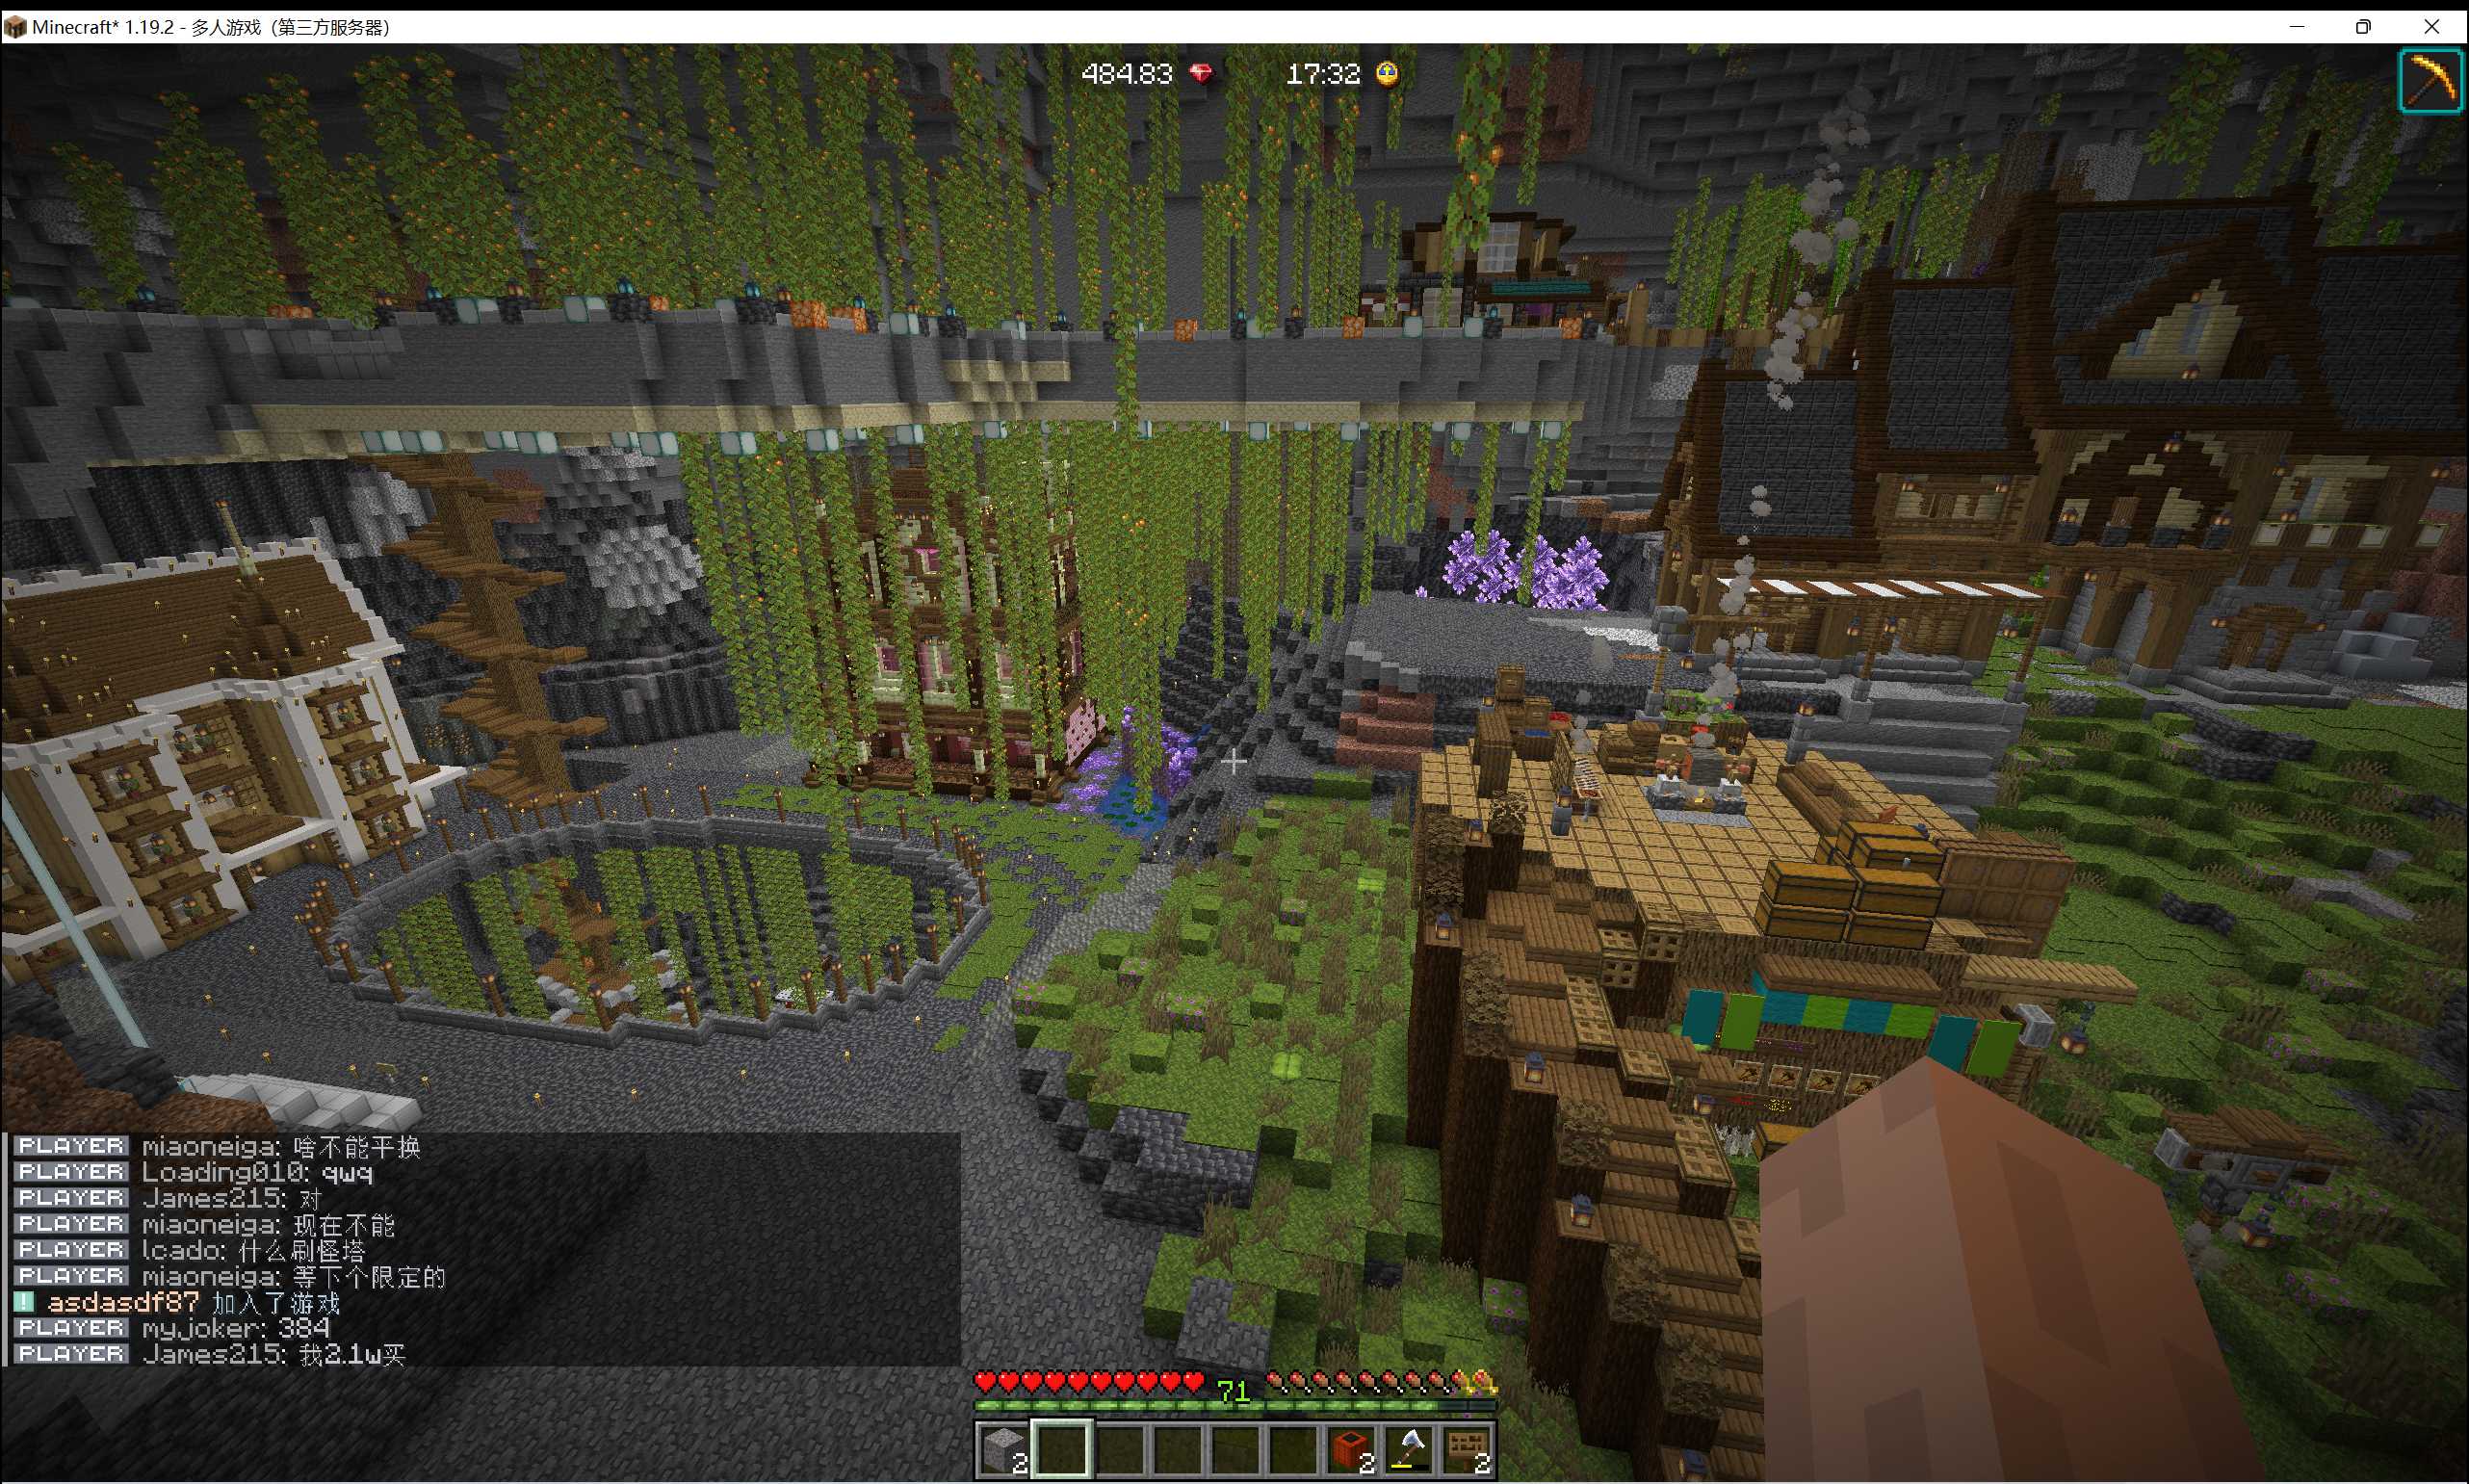 Minecraft* 1.19.2 - 多人游戏（第三方服务器）
484.83 17:32
PLAYER miaoneiga: 啥不能平换
PLAYER Loading010: qwq
PLAYER James215: 对
PLAYER miaoneiga: 现在不能
PLAYER lcado: 什么刷怪塔
PLAYER miaoneiga: 等下个限定的
! asdasdf87 加入了游戏
PLAYER myjoker: 384
PLAYER James215: 我2.1w买
71
2 2 2